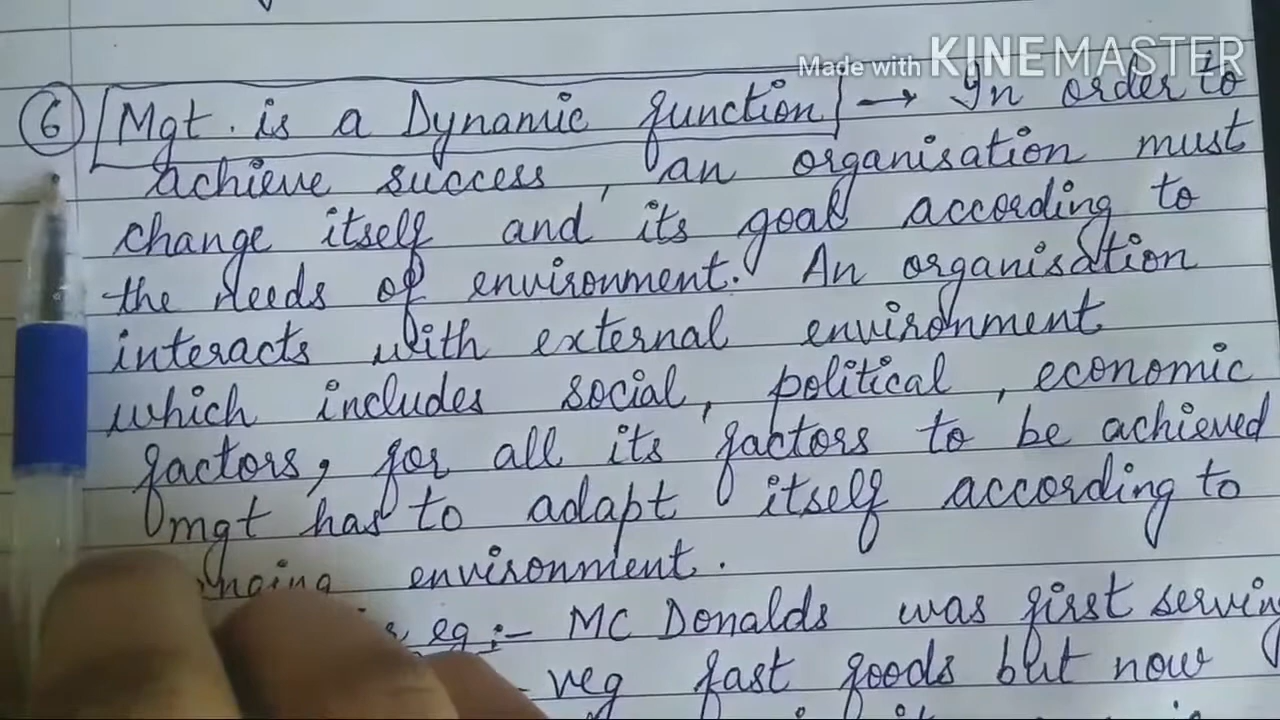 Made with KINEMASTER
6 Mgt. is a Dynamic function → In order to
achieve success, an organisation must
change itself and its goal according to
the needs of environment. An organisation
interacts with external environment
which includes social, political, economic
factors, for all its factors to be achieved
mgt has to adapt itself according to
environment.
eg :- MC Donalds was first serving
veg fast foods but now